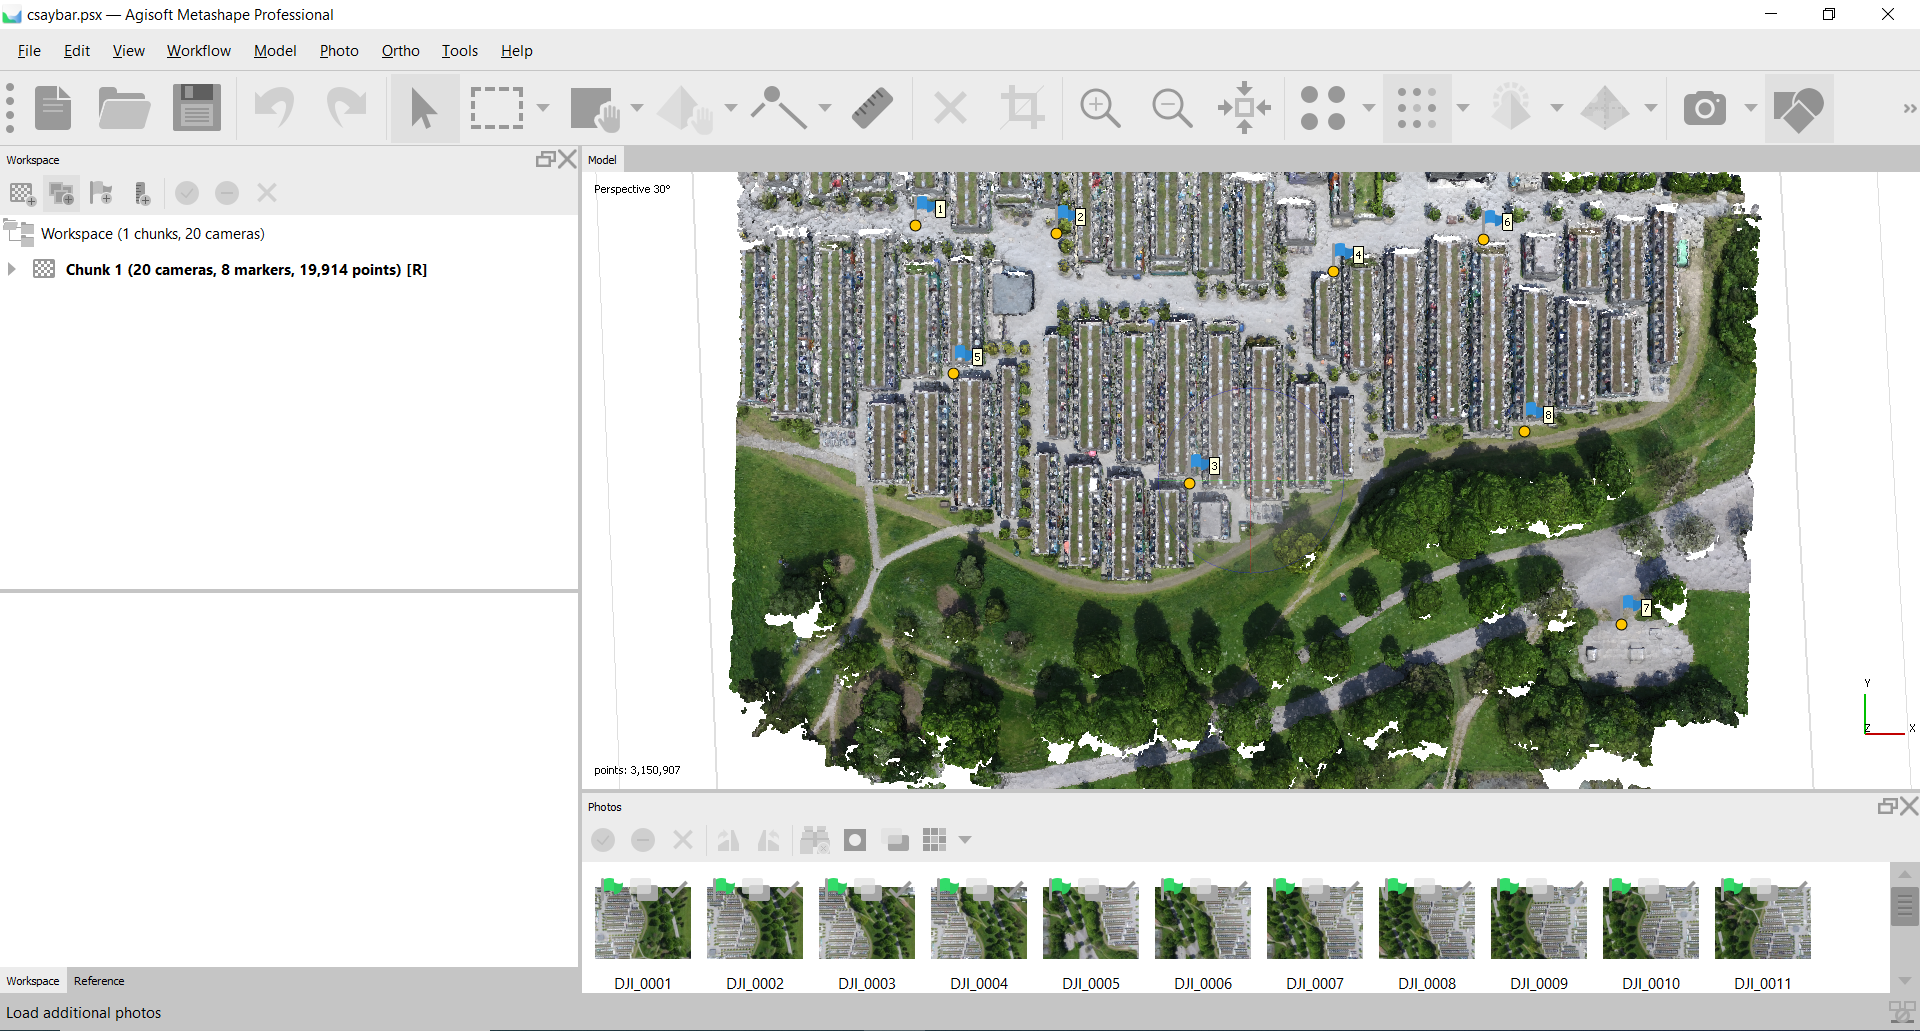 csaybar.psx — Agisoft Metashape Professional
File Edit View Workflow Model Photo Ortho Tools Help
Workspace
Workspace (1 chunks, 20 cameras)
Chunk 1 (20 cameras, 8 markers, 19,914 points) [R]
Workspace Reference
Load additional photos
Model
Perspective 30°
1
2
6
4
5
8
3
7
Y
Z X
points: 3,150,907
Photos
DJI_0001 DJI_0002 DJI_0003 DJI_0004 DJI_0005 DJI_0006 DJI_0007 DJI_0008 DJI_0009 DJI_0010 DJI_0011